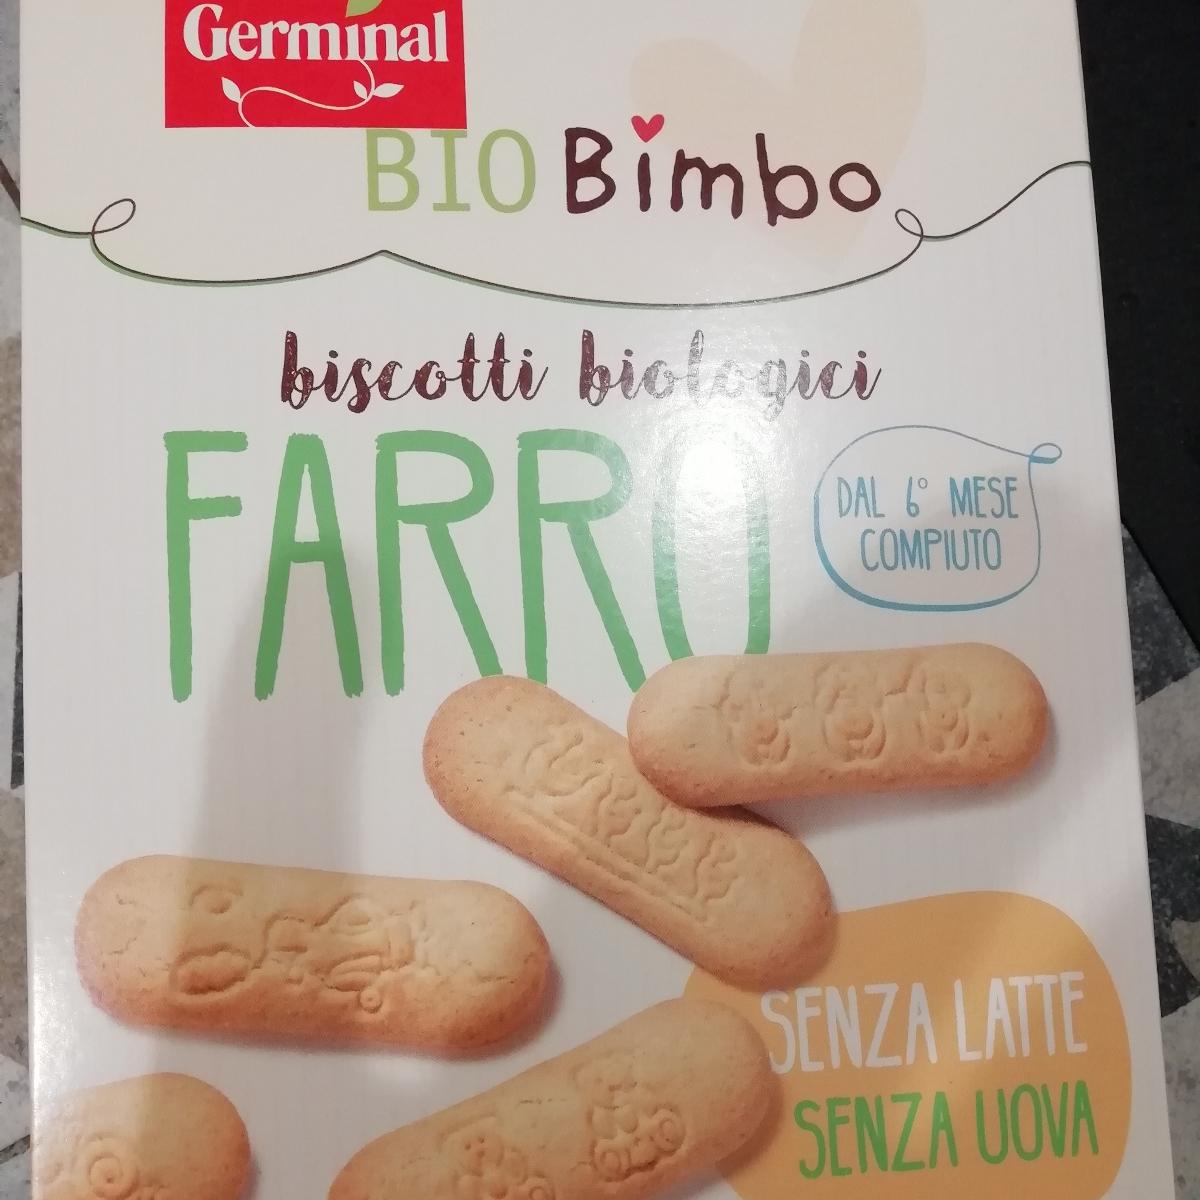 Germinal
BIO Bimbo
biscotti biologici
FARRO
DAL 6° MESE
COMPIUTO
SENZA LATTE
SENZA UOVA